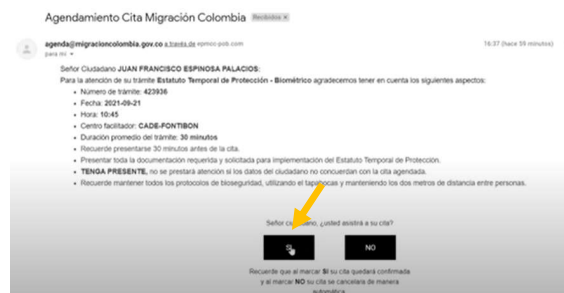 Agendamiento Cita Migración Colombia Recibidos ×
agenda@migracioncolombia.gov.co a través de epmcc-pob.com 16:37 (hace 59 minutos)
para mí
Señor Ciudadano JUAN FRANCISCO ESPINOSA PALACIOS:
Para la atención de su trámite Estatuto Temporal de Protección - Biométrico agradecemos tener en cuenta los siguientes aspectos:
• Número de trámite: 423936
• Fecha: 2021-09-21
• Hora: 10:45
• Centro facilitador: CADE-FONTIBON
• Duración promedio del trámite: 30 minutos
• Recuerde presentarse 30 minutos antes de la cita.
• Presentar toda la documentación requerida y solicitada para implementación del Estatuto Temporal de Protección.
• TENGA PRESENTE, no se prestará atención si los datos del ciudadano no concuerdan con la cita agendada.
• Recuerde mantener todos los protocolos de bioseguridad, utilizando el tapabocas y manteniendo los dos metros de distancia entre personas.
Señor ciudadano, ¿usted asistirá a su cita?
SI NO
Recuerde que al marcar SI su cita quedará confirmada
y al marcar NO su cita se cancelara de manera
automática